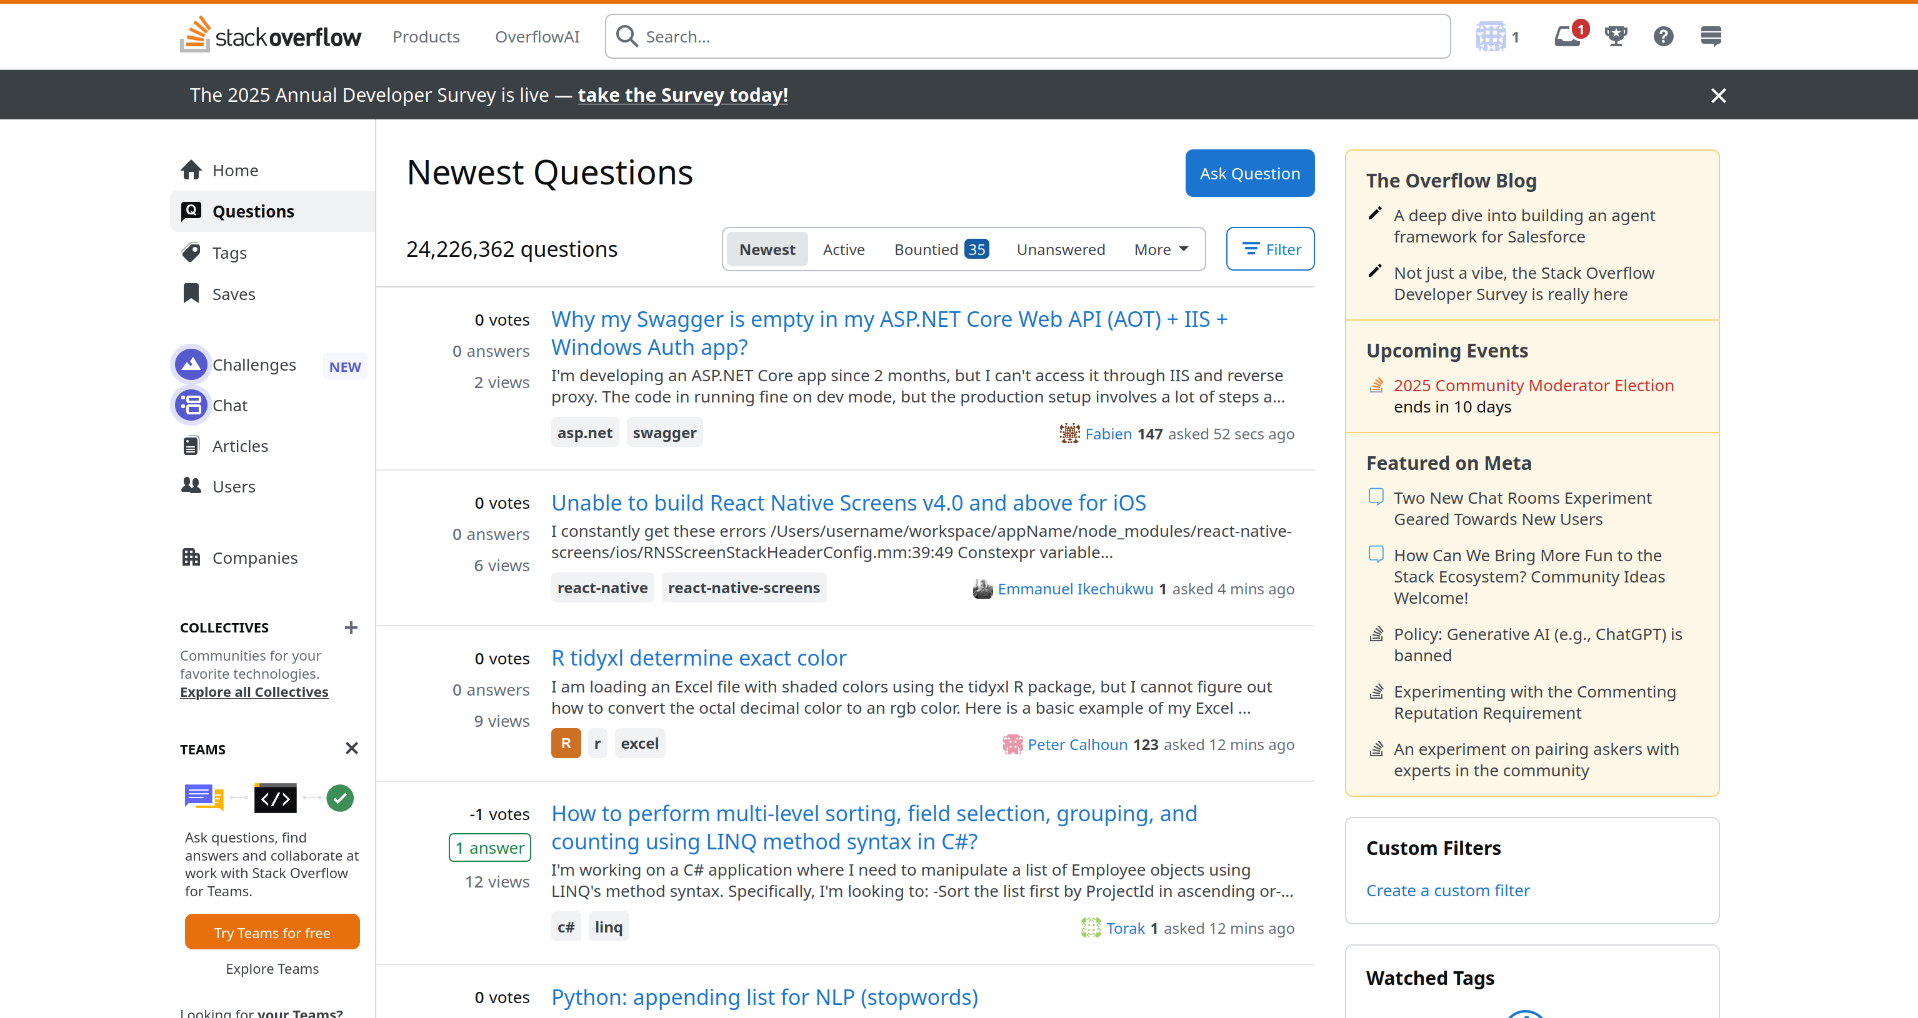 stackoverflow
Products
OverflowAI
Search...
1
1
The 2025 Annual Developer Survey is live — take the Survey today!
Home
Questions
Tags
Saves
Challenges
NEW
Chat
Articles
Users
Companies
COLLECTIVES
Communities for your
favorite technologies.
Explore all Collectives
TEAMS
Ask questions, find
answers and collaborate at
work with Stack Overflow
for Teams.
Try Teams for free
Explore Teams
Looking for your Teams?
Newest Questions
Ask Question
24,226,362 questions
Newest
Active
Bountied 35
Unanswered
More
Filter
0 votes
0 answers
2 views
Why my Swagger is empty in my ASP.NET Core Web API (AOT) + IIS +
Windows Auth app?
I'm developing an ASP.NET Core app since 2 months, but I can't access it through IIS and reverse
proxy. The code in running fine on dev mode, but the production setup involves a lot of steps a...
asp.net
swagger
Fabien 147 asked 52 secs ago
0 votes
0 answers
6 views
Unable to build React Native Screens v4.0 and above for iOS
I constantly get these errors /Users/username/workspace/appName/node_modules/react-native-
screens/ios/RNSScreenStackHeaderConfig.mm:39:49 Constexpr variable...
react-native
react-native-screens
Emmanuel Ikechukwu 1 asked 4 mins ago
0 votes
0 answers
9 views
R tidyxl determine exact color
I am loading an Excel file with shaded colors using the tidyxl R package, but I cannot figure out
how to convert the octal decimal color to an rgb color. Here is a basic example of my Excel ...
R
r
excel
Peter Calhoun 123 asked 12 mins ago
-1 votes
1 answer
12 views
How to perform multi-level sorting, field selection, grouping, and
counting using LINQ method syntax in C#?
I'm working on a C# application where I need to manipulate a list of Employee objects using
LINQ's method syntax. Specifically, I'm looking to: -Sort the list first by ProjectId in ascending or-...
c#
linq
Torak 1 asked 12 mins ago
0 votes
Python: appending list for NLP (stopwords)
The Overflow Blog
A deep dive into building an agent
framework for Salesforce
Not just a vibe, the Stack Overflow
Developer Survey is really here
Upcoming Events
2025 Community Moderator Election
ends in 10 days
Featured on Meta
Two New Chat Rooms Experiment
Geared Towards New Users
How Can We Bring More Fun to the
Stack Ecosystem? Community Ideas
Welcome!
Policy: Generative AI (e.g., ChatGPT) is
banned
Experimenting with the Commenting
Reputation Requirement
An experiment on pairing askers with
experts in the community
Custom Filters
Create a custom filter
Watched Tags